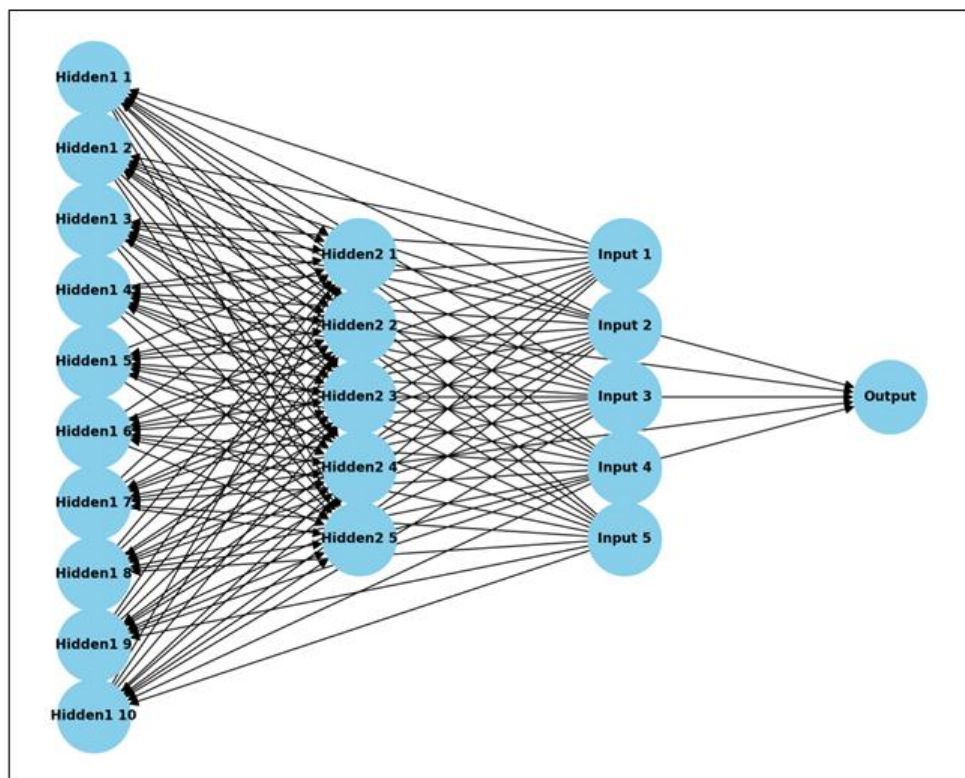 Hidden1 1
Hidden1 2
Hidden1 3
Hidden1 4
Hidden1 5
Hidden1 6
Hidden1 7
Hidden1 8
Hidden1 9
Hidden1 10
Hidden2 1
Hidden2 2
Hidden2 3
Hidden2 4
Hidden2 5
Input 1
Input 2
Input 3
Input 4
Input 5
Output